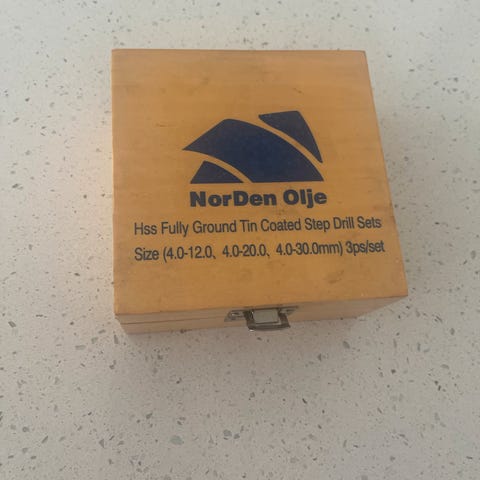 NorDen Olje
Hss Fully Ground Tin Coated Step Drill Sets
Size (4.0-12.0、4.0-20.0、4.0-30.0mm) 3ps/set